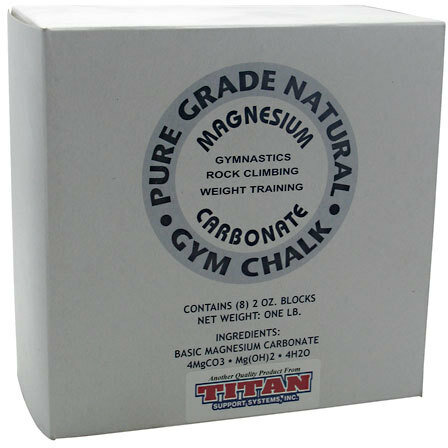 • PURE GRADE NATURAL •
GYM CHALK
MAGNESIUM
GYMNASTICS
ROCK CLIMBING
WEIGHT TRAINING
CARBONATE
CONTAINS (8) 2 OZ. BLOCKS
NET WEIGHT: ONE LB.
INGREDIENTS:
BASIC MAGNESIUM CARBONATE
4MgCO3 • Mg(OH)2 • 4H2O
Another Quality Product From
TITAN
SUPPORT SYSTEMS, INC.